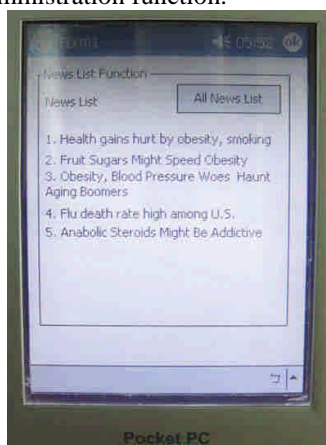 ministration function.
Form1 05:52 ok
News List Function
News List All News List
1. Health gains hurt by obesity, smoking
2. Fruit Sugars Might Speed Obesity
3. Obesity, Blood Pressure Woes Haunt
Aging Boomers
4. Flu death rate high among U.S.
5. Anabolic Steroids Might Be Addictive
Pocket PC